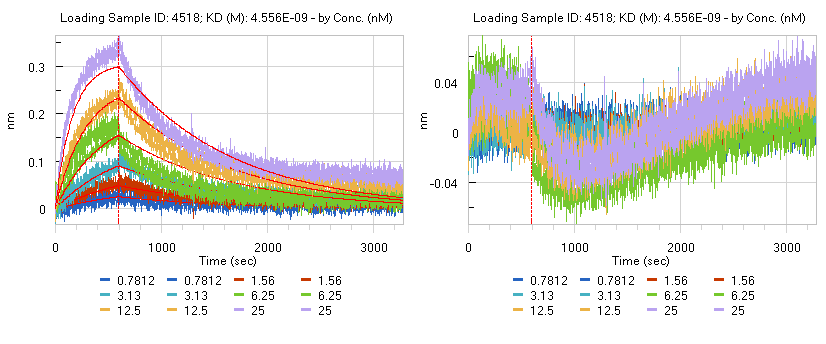 Loading Sample ID: 4518; KD (M): 4.556E-09 - by Conc. (nM)
0.3
0.2
0.1
0
nm
0 1000 2000 3000
Time (sec)
0.7812 0.7812 1.56 1.56
3.13 3.13 6.25 6.25
12.5 12.5 25 25
Loading Sample ID: 4518; KD (M): 4.556E-09 - by Conc. (nM)
0.04
0
-0.04
nm
0 1000 2000 3000
Time (sec)
0.7812 0.7812 1.56 1.56
3.13 3.13 6.25 6.25
12.5 12.5 25 25